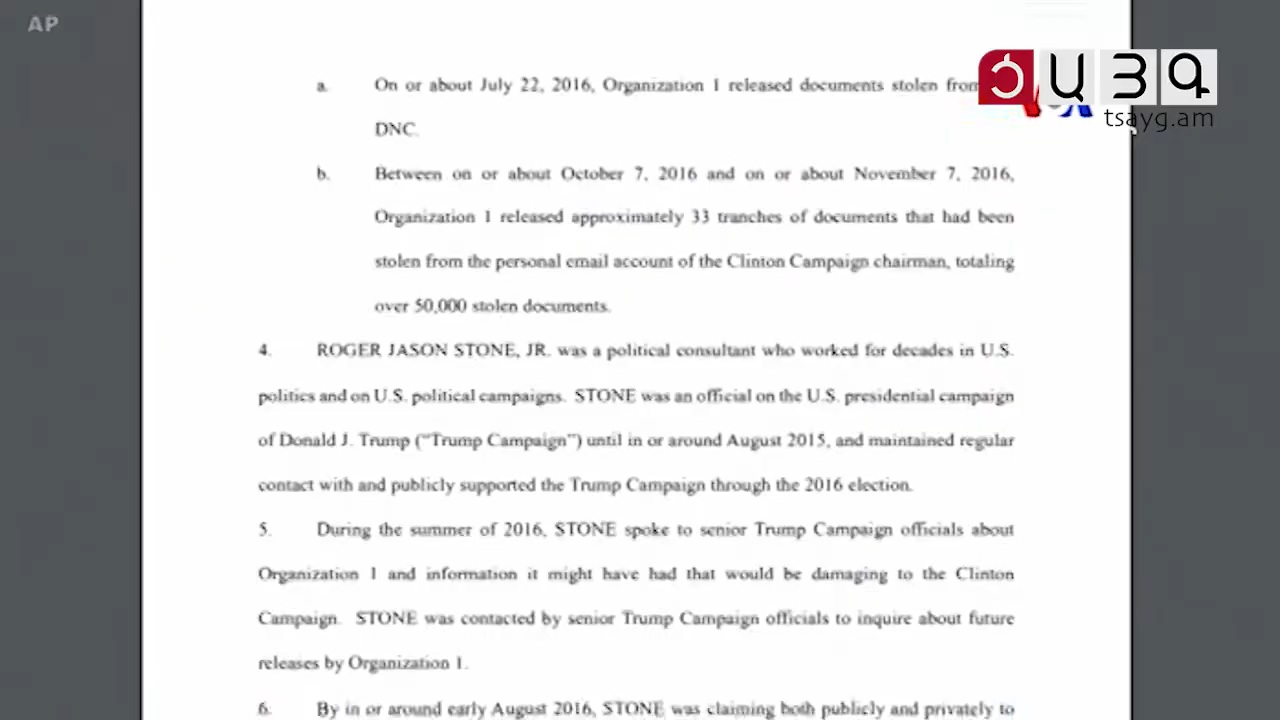 AP
ՑԱՅԳ
tsayg.am
a. On or about July 22, 2016, Organization 1 released documents stolen from
DNC.
b. Between on or about October 7, 2016 and on or about November 7, 2016,
Organization 1 released approximately 33 tranches of documents that had been
stolen from the personal email account of the Clinton Campaign chairman, totaling
over 50,000 stolen documents.
4. ROGER JASON STONE, JR. was a political consultant who worked for decades in U.S.
politics and on U.S. political campaigns. STONE was an official on the U.S. presidential campaign
of Donald J. Trump (“Trump Campaign”) until in or around August 2015, and maintained regular
contact with and publicly supported the Trump Campaign through the 2016 election.
5. During the summer of 2016, STONE spoke to senior Trump Campaign officials about
Organization 1 and information it might have had that would be damaging to the Clinton
Campaign. STONE was contacted by senior Trump Campaign officials to inquire about future
releases by Organization 1.
6. By in or around early August 2016, STONE was claiming both publicly and privately to